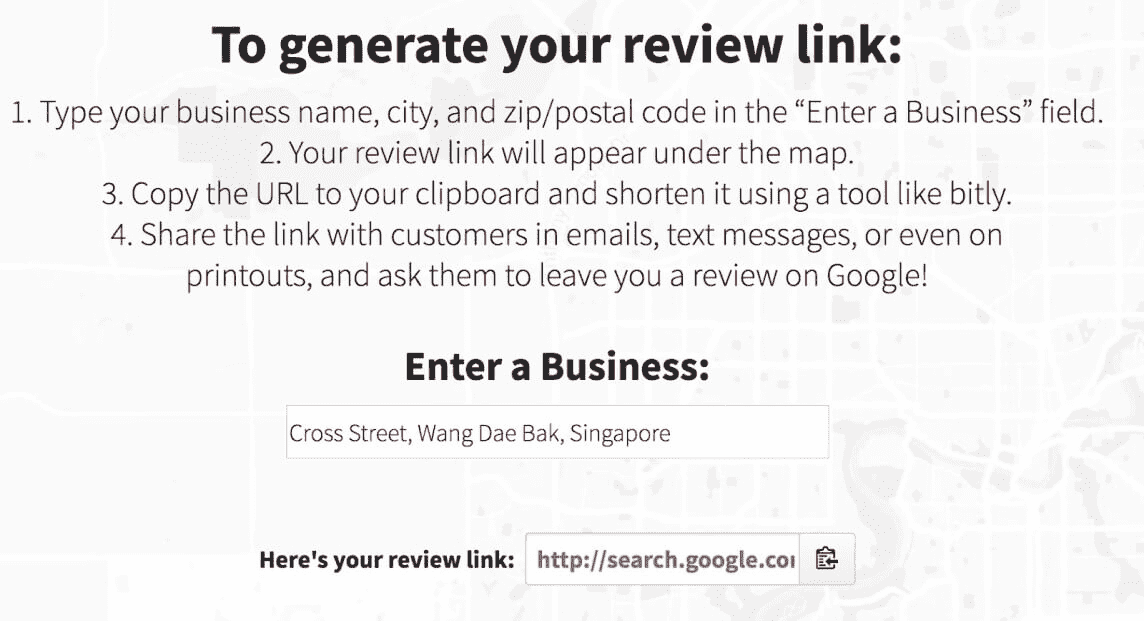 To generate your review link:
1. Type your business name, city, and zip/postal code in the “Enter a Business” field.
2. Your review link will appear under the map.
3. Copy the URL to your clipboard and shorten it using a tool like bitly.
4. Share the link with customers in emails, text messages, or even on
printouts, and ask them to leave you a review on Google!
Enter a Business:
Cross Street, Wang Dae Bak, Singapore
Here's your review link: http://search.google.co